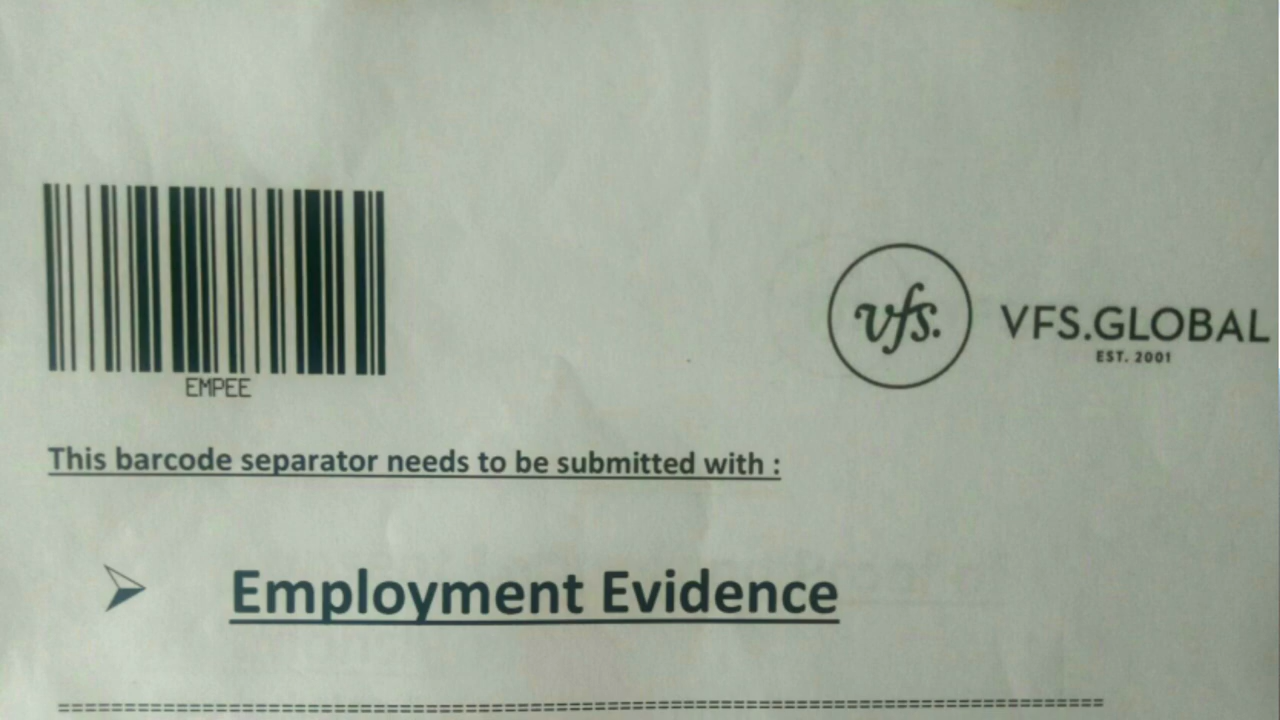 EMPEE
vfs.
VFS.GLOBAL
EST. 2001
This barcode separator needs to be submitted with :
Employment Evidence